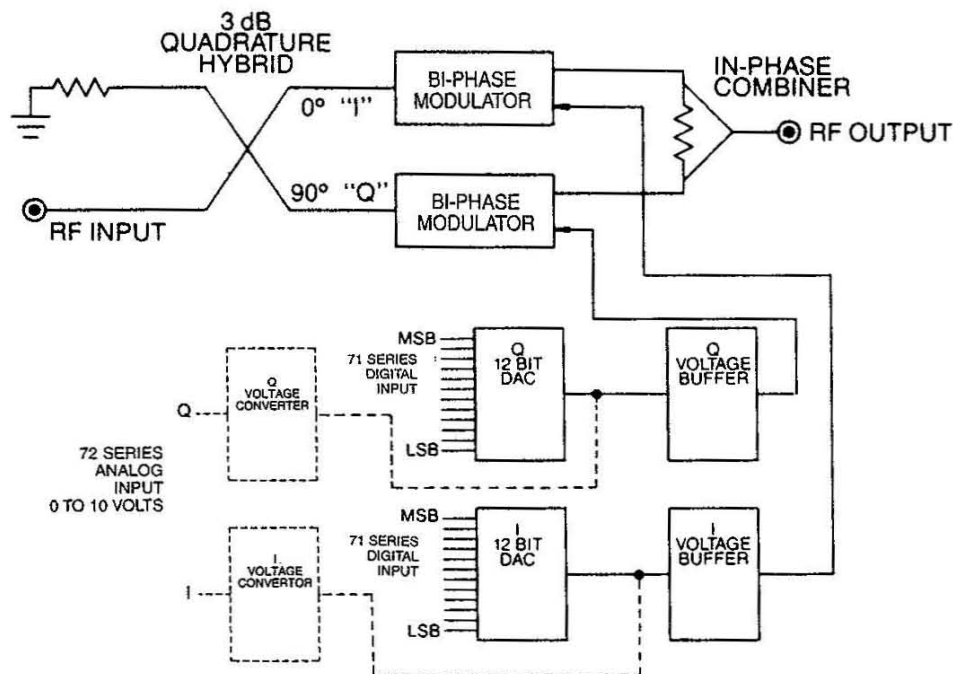 3 dB
QUADRATURE
HYBRID
0° "I"
BI-PHASE
MODULATOR
IN-PHASE
COMBINER
RF OUTPUT
90° "Q"
BI-PHASE
MODULATOR
RF INPUT
MSB
71 SERIES
DIGITAL
INPUT
LSB
Q
12 BIT
DAC
Q
VOLTAGE
BUFFER
Q
VOLTAGE
CONVERTER
Q
72 SERIES
ANALOG
INPUT
0 TO 10 VOLTS
MSB
71 SERIES
DIGITAL
INPUT
LSB
I
12 BIT
DAC
I
VOLTAGE
BUFFER
I
VOLTAGE
CONVERTOR
I